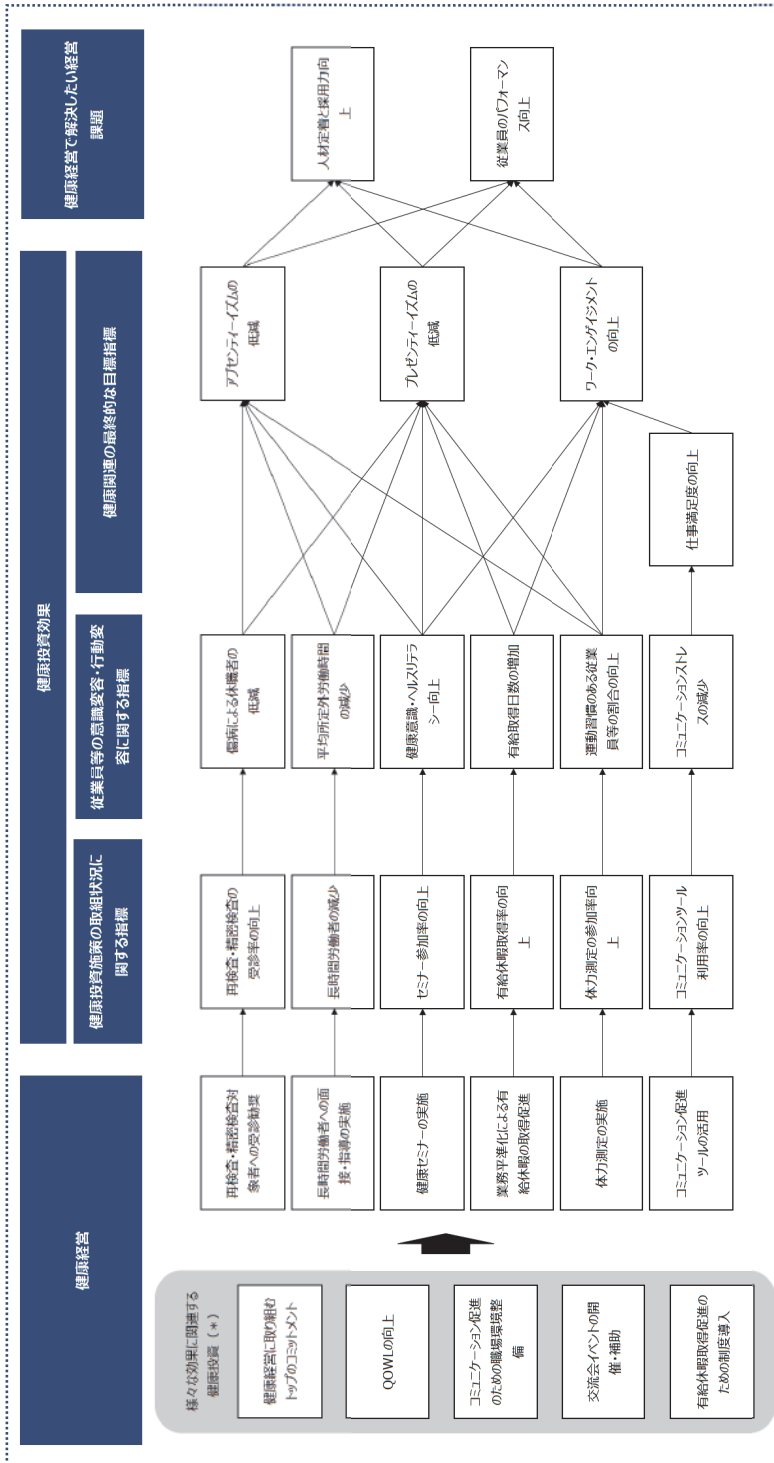 健康経営
健康投資効果
健康経営で解決したい経営
課題
健康投資施策の取組状況に
関する指標
従業員等の意識変容・行動変
容に関する指標
健康関連の最終的な目標指標
様々な効果に関連する
健康投資（＊）
健康経営に取り組む
トップのコミットメント
QOWLの向上
コミュニケーション促進
のための職場環境整
備
交流会イベントの開
催・補助
有給休暇取得促進の
ための制度導入
再検査・精密検査対
象者への受診勧奨
長時間労働者への面
接・指導の実施
健康セミナーの実施
業務平準化による有
給休暇の取得促進
体力測定の実施
コミュニケーション促進
ツールの活用
再検査・精密検査の
受診率の向上
長時間労働者の減少
セミナー参加率の向上
有給休暇取得率の向
上
体力測定の参加率向
上
コミュニケーションツール
利用率の向上
傷病による休職者の
低減
平均所定外労働時間
の減少
健康意識・ヘルスリテラ
シー向上
有給取得日数の増加
運動習慣のある従業
員等の割合の向上
コミュニケーションストレ
スの減少
仕事満足度の向上
アブセンティーイズムの
低減
プレゼンティーイズムの
低減
ワーク・エンゲイジメント
の向上
人材定着と採用力向
上
従業員のパフォーマン
ス向上